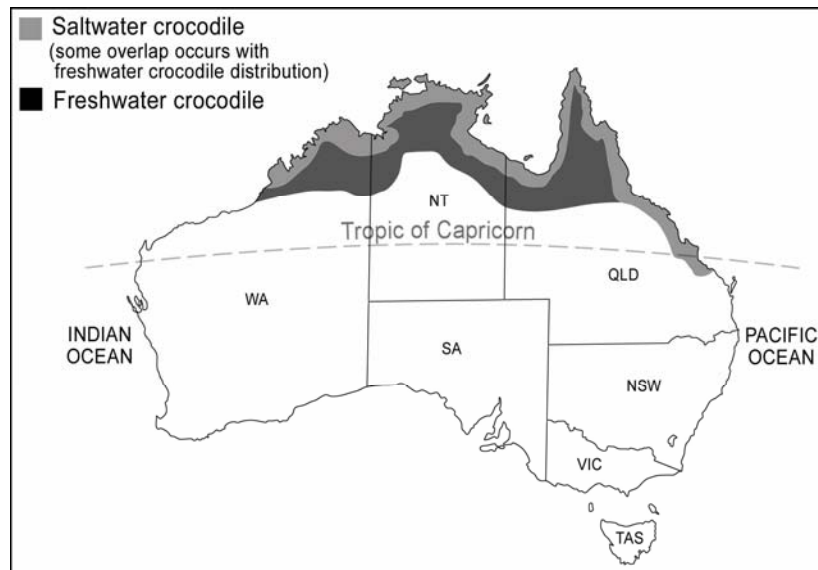 Saltwater crocodile
(some overlap occurs with
freshwater crocodile distribution)
Freshwater crocodile
NT
Tropic of Capricorn
QLD
WA
INDIAN
OCEAN
SA
PACIFIC
OCEAN
NSW
VIC
TAS